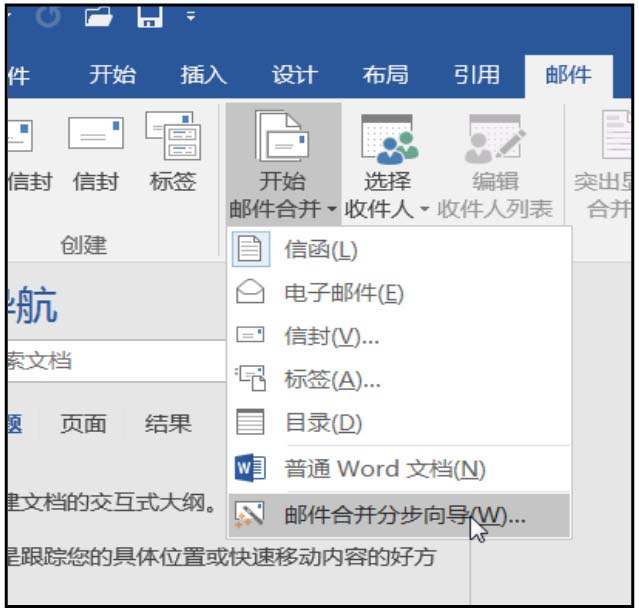 件 开始 插入 设计 布局 引用 邮件
信封 信封 标签 开始 选择 编辑 突出显
邮件合并 收件人 收件人列表 合并
创建
信函(L)
电子邮件(E)
信封(V)...
标签(A)...
目录(D)
普通 Word 文档(N)
邮件合并分步向导(W)...
导航
索文档
题 页面 结果
建文档的交互式大纲。
是跟踪您的具体位置或快速移动内容的好方